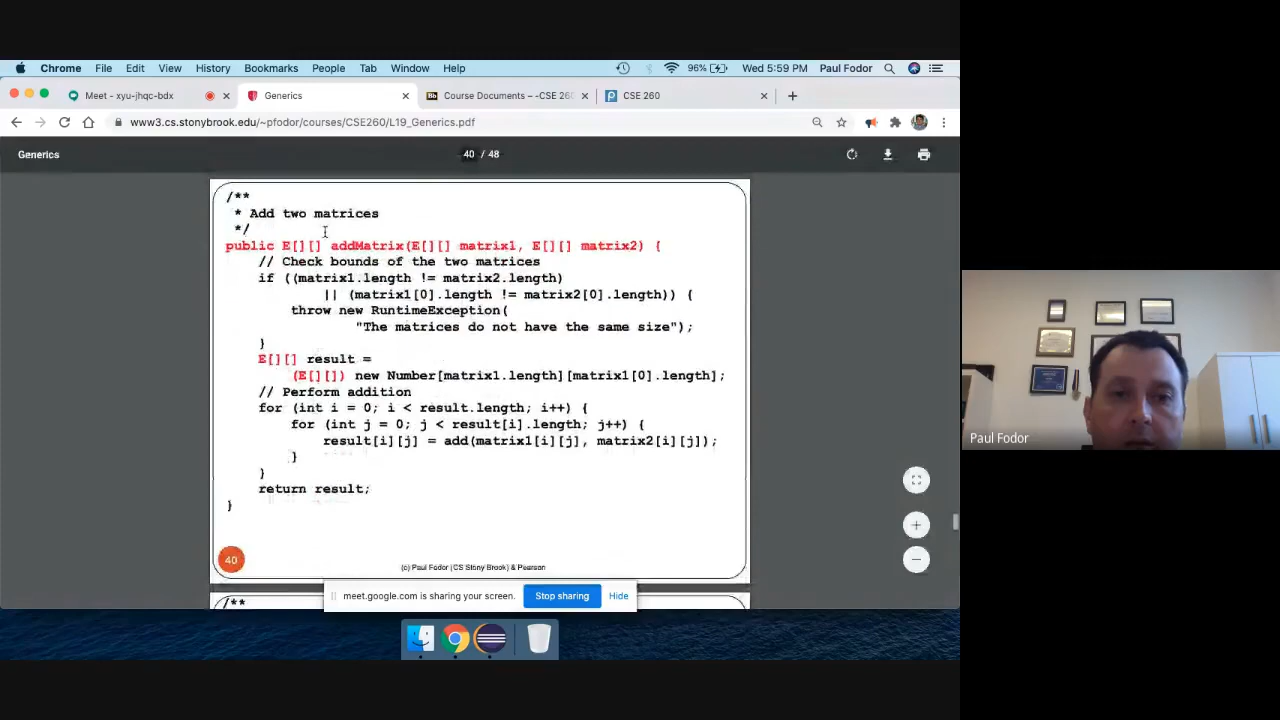 Chrome File Edit View History Bookmarks People Tab Window Help 96% Wed 5:59 PM Paul Fodor
Meet - xyu-jhqc-bdx Generics Course Documents – -CSE 260 CSE 260
www3.cs.stonybrook.edu/~pfodor/courses/CSE260/L19_Generics.pdf
Generics 40 / 48
/**
* Add two matrices
*/
public E[][] addMatrix(E[][] matrix1, E[][] matrix2) {
// Check bounds of the two matrices
if ((matrix1.length != matrix2.length)
|| (matrix1[0].length != matrix2[0].length)) {
throw new RuntimeException(
"The matrices do not have the same size");
}
E[][] result =
(E[][]) new Number[matrix1.length][matrix1[0].length];
// Perform addition
for (int i = 0; i < result.length; i++) {
for (int j = 0; j < result[i].length; j++) {
result[i][j] = add(matrix1[i][j], matrix2[i][j]);
}
}
return result;
}
40
(c) Paul Fodor (CS Stony Brook) & Pearson
/**
meet.google.com is sharing your screen. Stop sharing Hide
Paul Fodor